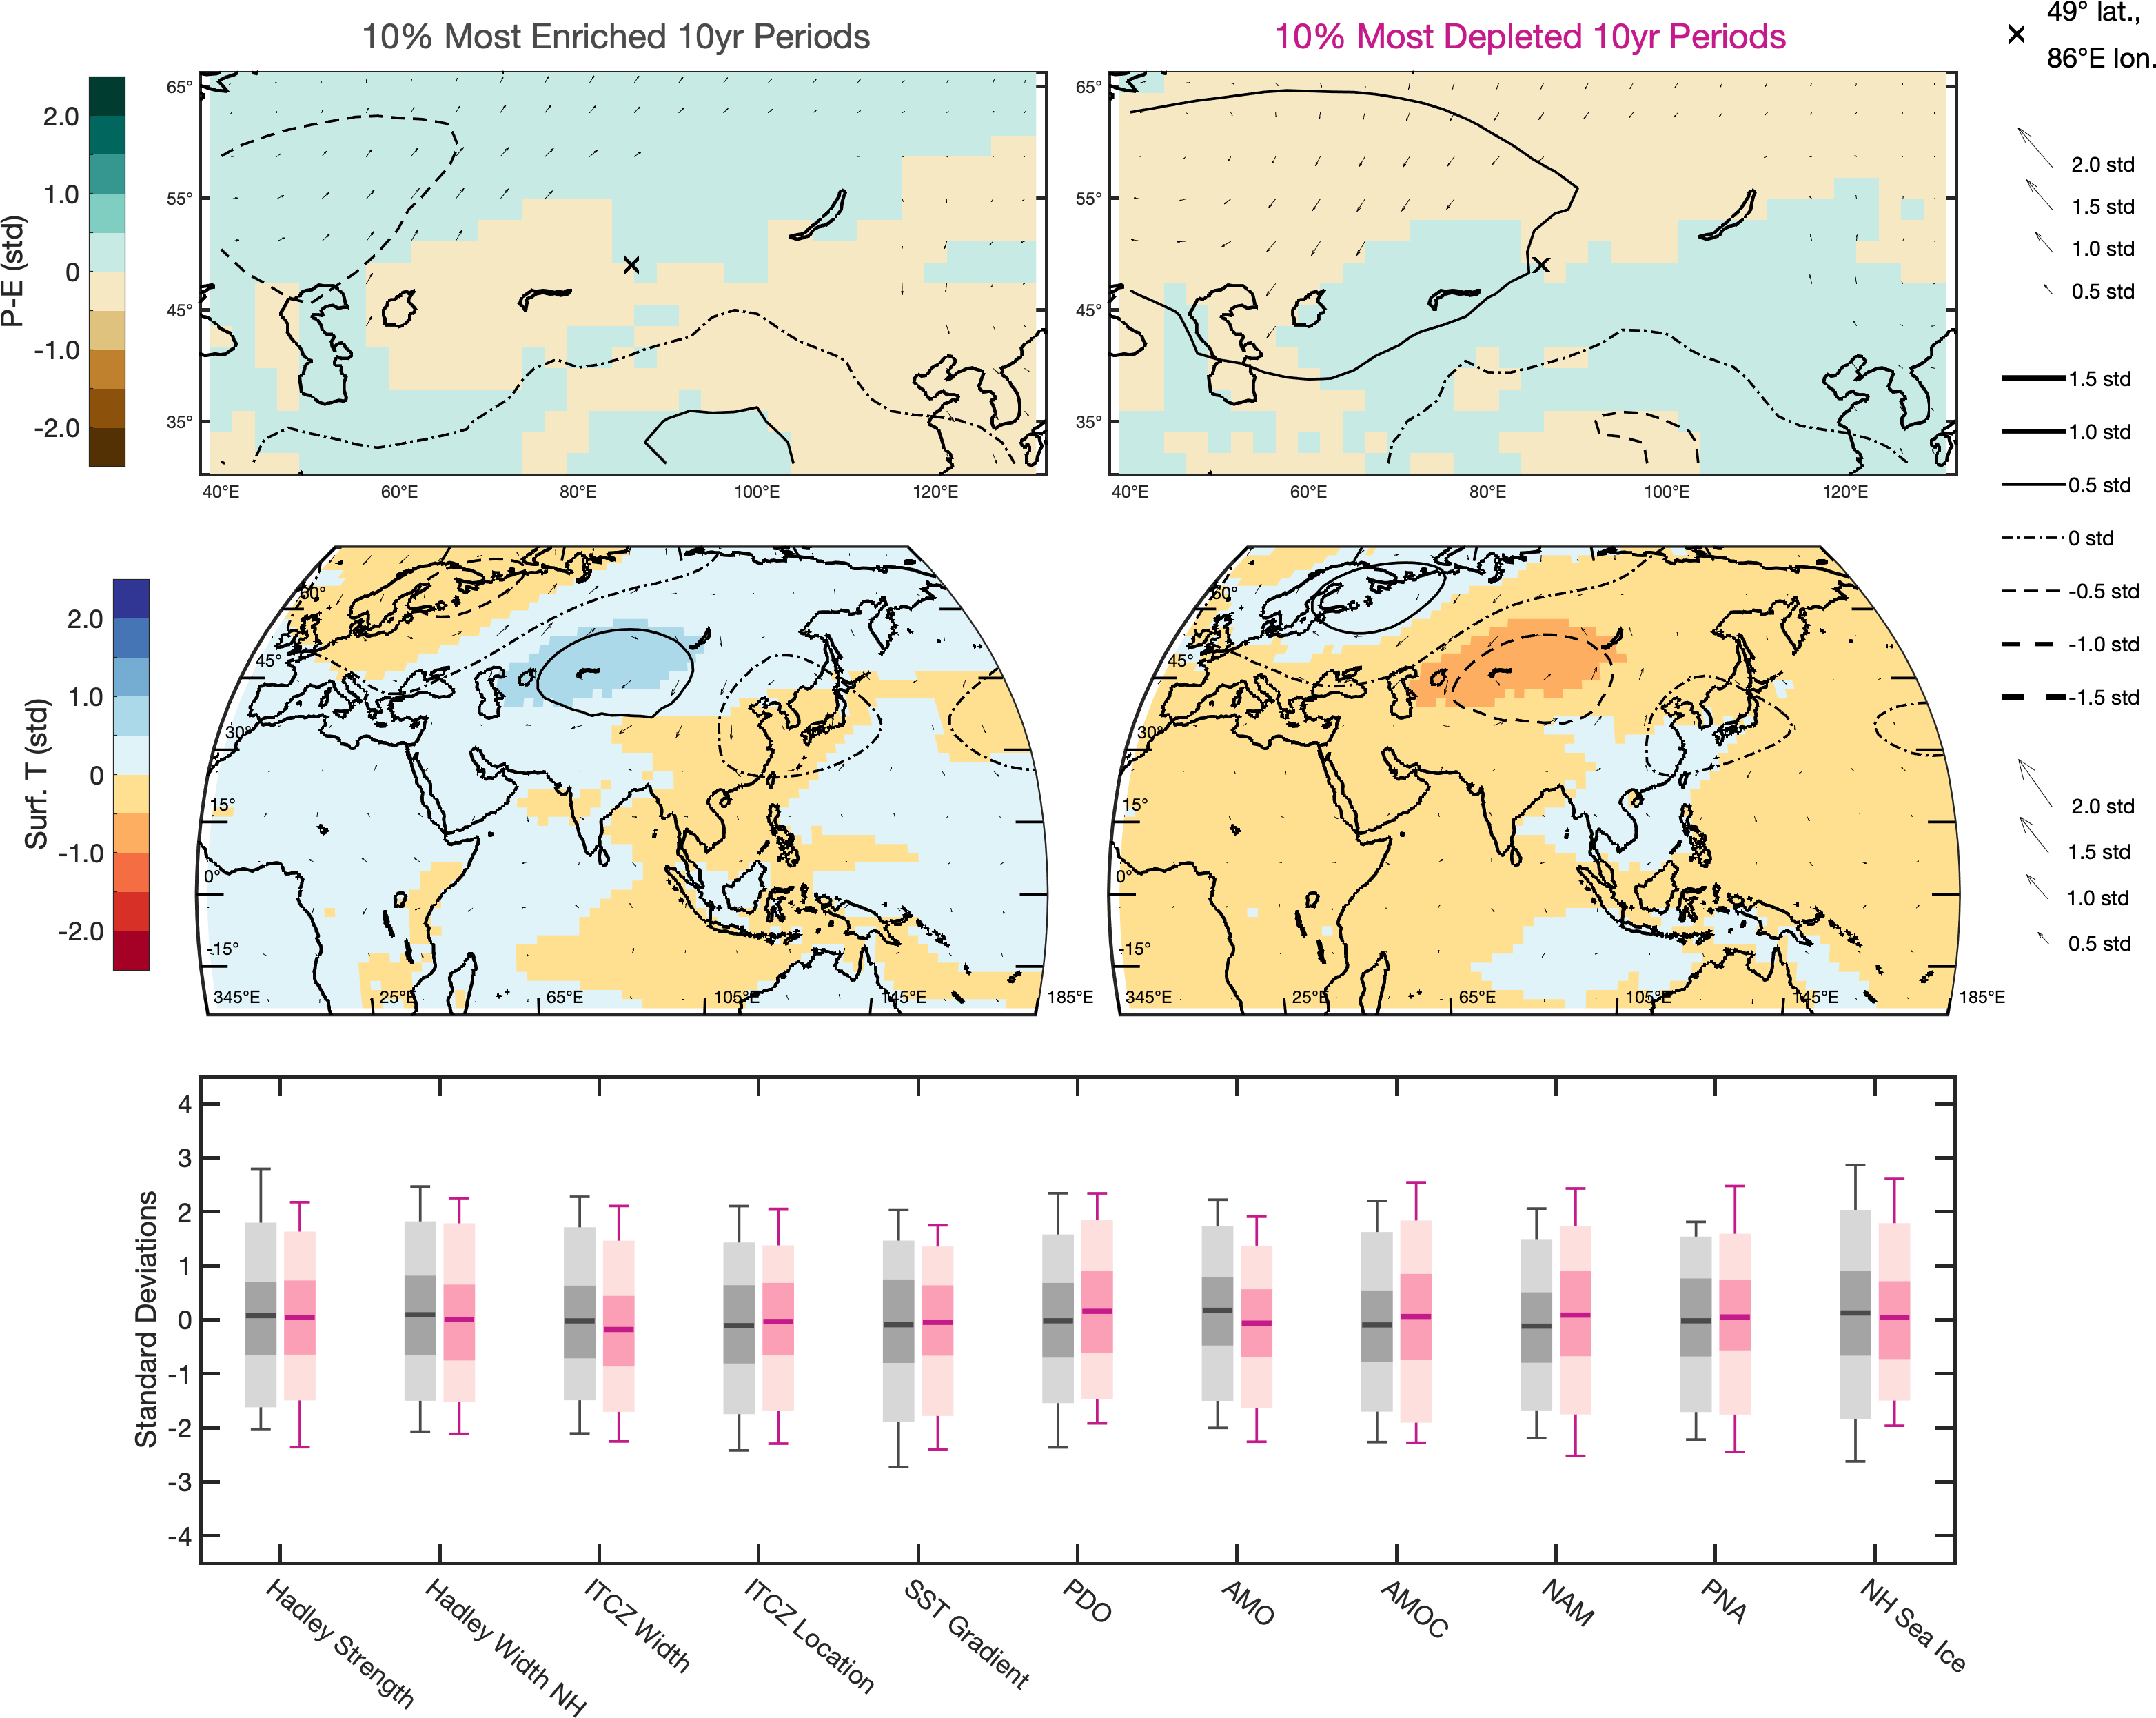 10% Most Enriched 10yr Periods
10% Most Depleted 10yr Periods
49° lat.,
86°E lon.
P-E (std)
2.0
1.0
0
-1.0
-2.0
65°
55°
45°
35°
40°E
60°E
80°E
100°E
120°E
65°
55°
45°
35°
40°E
60°E
80°E
100°E
120°E
2.0 std
1.5 std
1.0 std
0.5 std
1.5 std
1.0 std
0.5 std
0 std
-0.5 std
-1.0 std
-1.5 std
Surf. T (std)
2.0
1.0
0
-1.0
-2.0
60°
45°
30°
15°
0°
-15°
345°E
25°E
65°E
105°E
145°E
185°E
60°
45°
30°
15°
0°
-15°
345°E
25°E
65°E
105°E
145°E
185°E
2.0 std
1.5 std
1.0 std
0.5 std
Standard Deviations
4
3
2
1
0
-1
-2
-3
-4
Hadley Strength
Hadley Width NH
ITCZ Width
ITCZ Location
SST Gradient
PDO
AMO
AMOC
NAM
PNA
NH Sea Ice